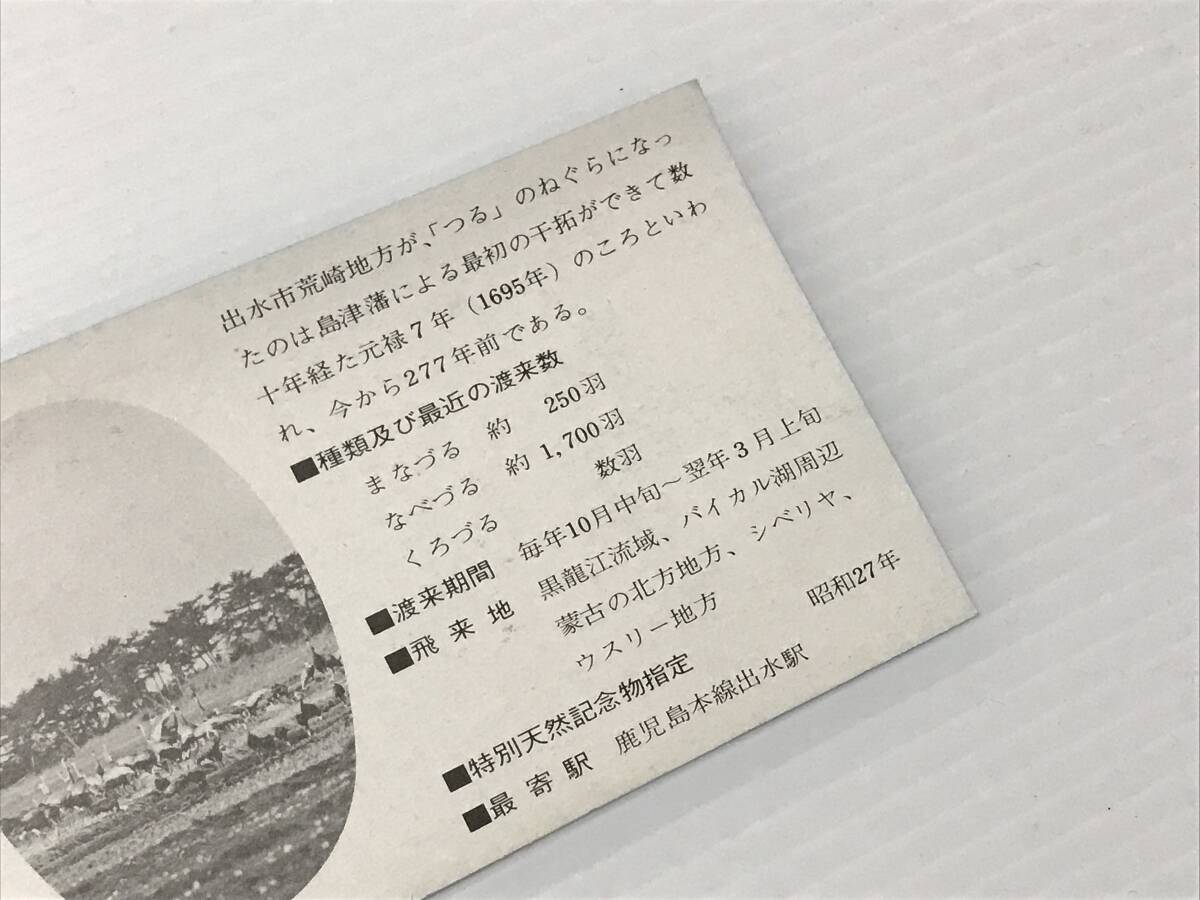 出水市荒崎地方が、「つる」のねぐらになっ
たのは島津藩による最初の干拓ができて数
十年経た元禄7年（1695年）のころといわ
れ、今から277年前である。
■種類及び最近の渡来数
まなづる 約 250羽
なべづる 約 1,700羽
くろづる 数羽
■渡来期間 毎年10月中旬～翌年3月上旬
■飛来地 黒龍江流域、バイカル湖周辺
蒙古の北方地方、シベリヤ、
ウスリー地方
■特別天然記念物指定 昭和27年
■最寄駅 鹿児島本線出水駅